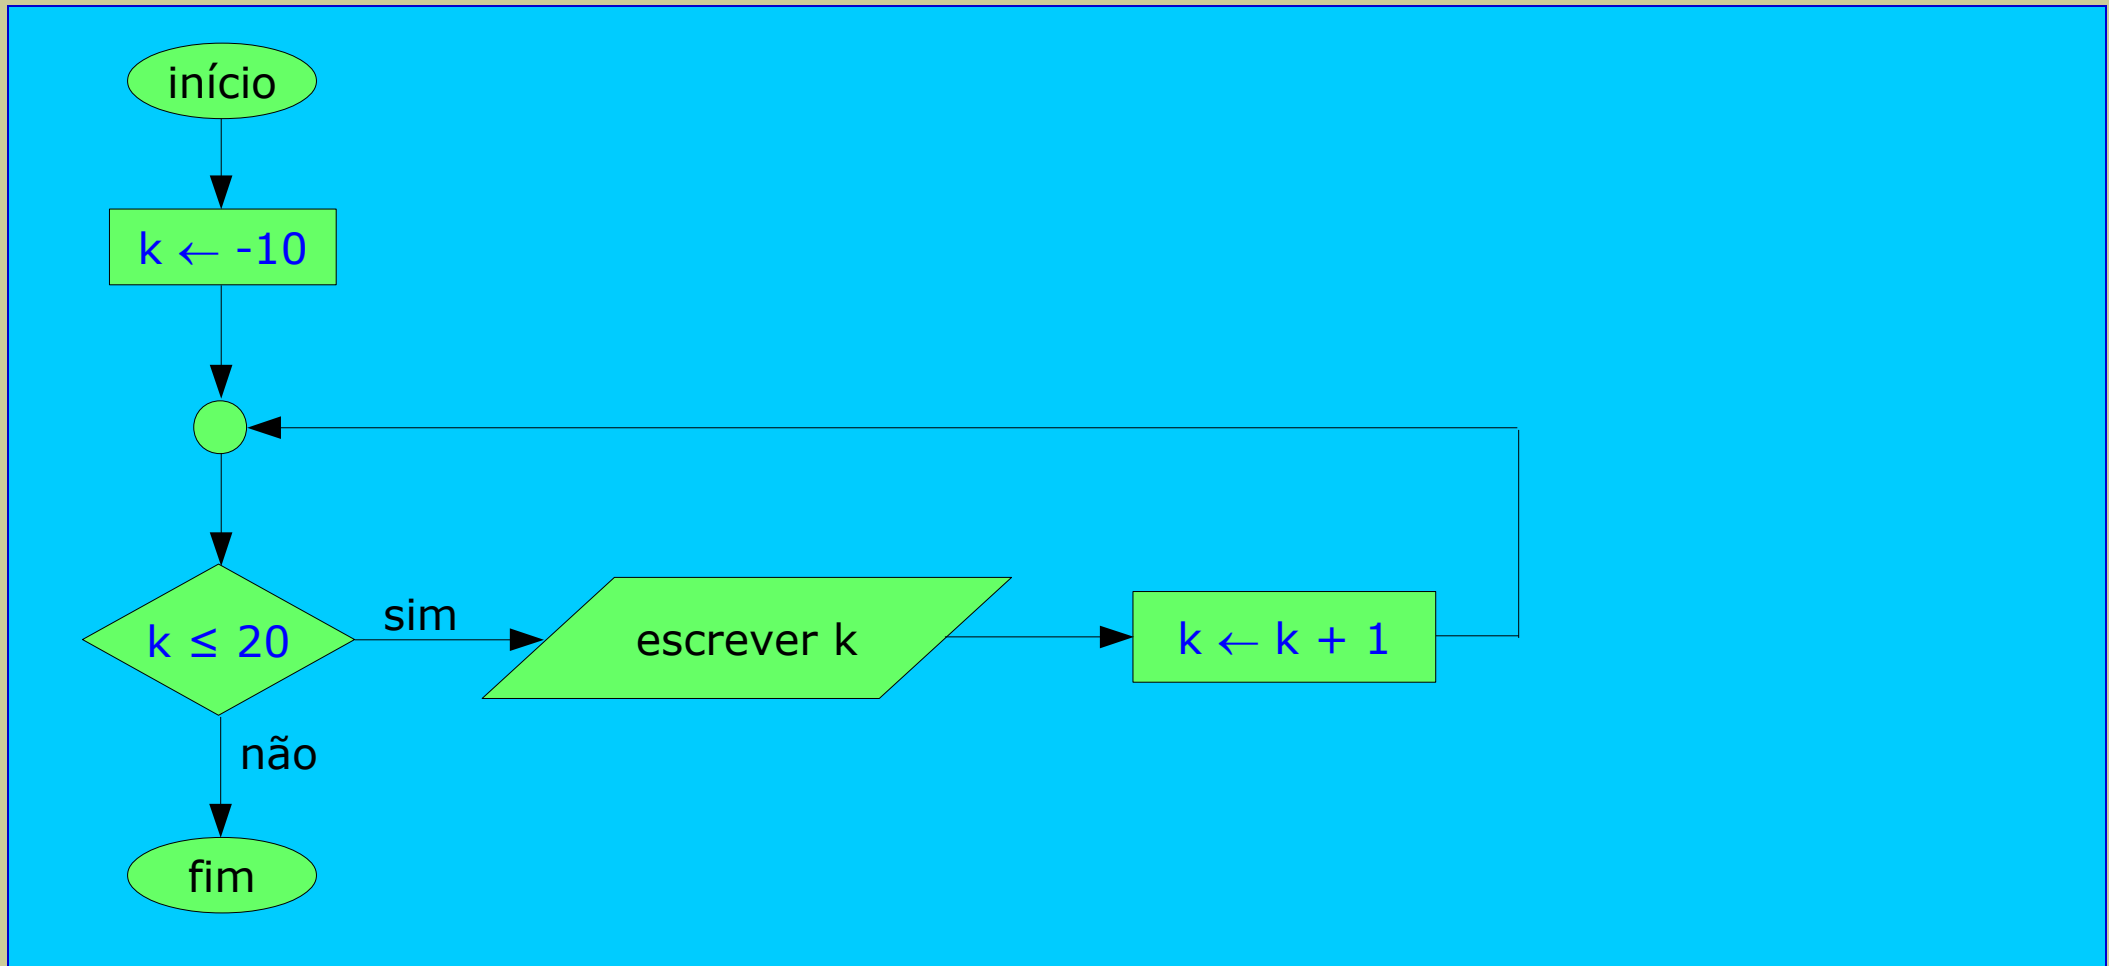 início
k ← -10
k ≤ 20
sim
escrever k
k ← k + 1
não
fim